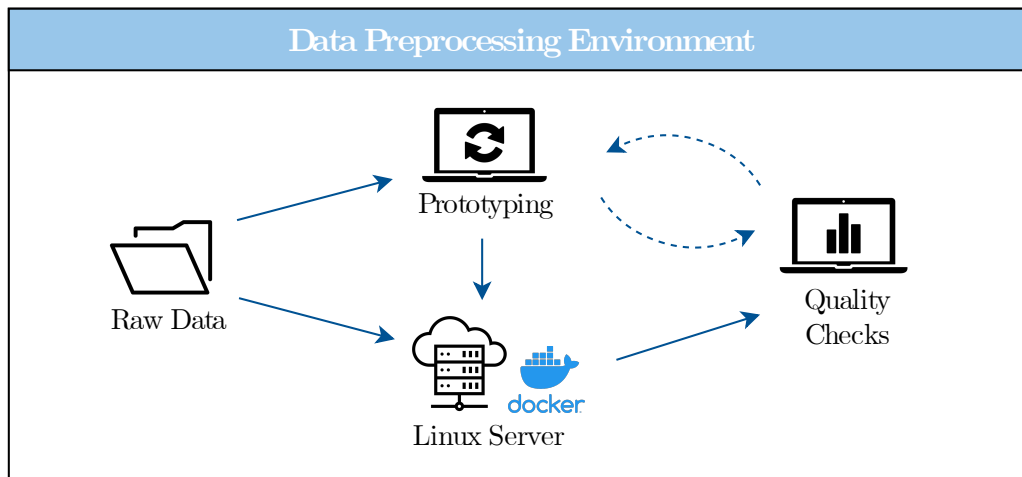 Data Preprocessing Environment
Prototyping
Raw Data
Quality
Checks
docker
Linux Server